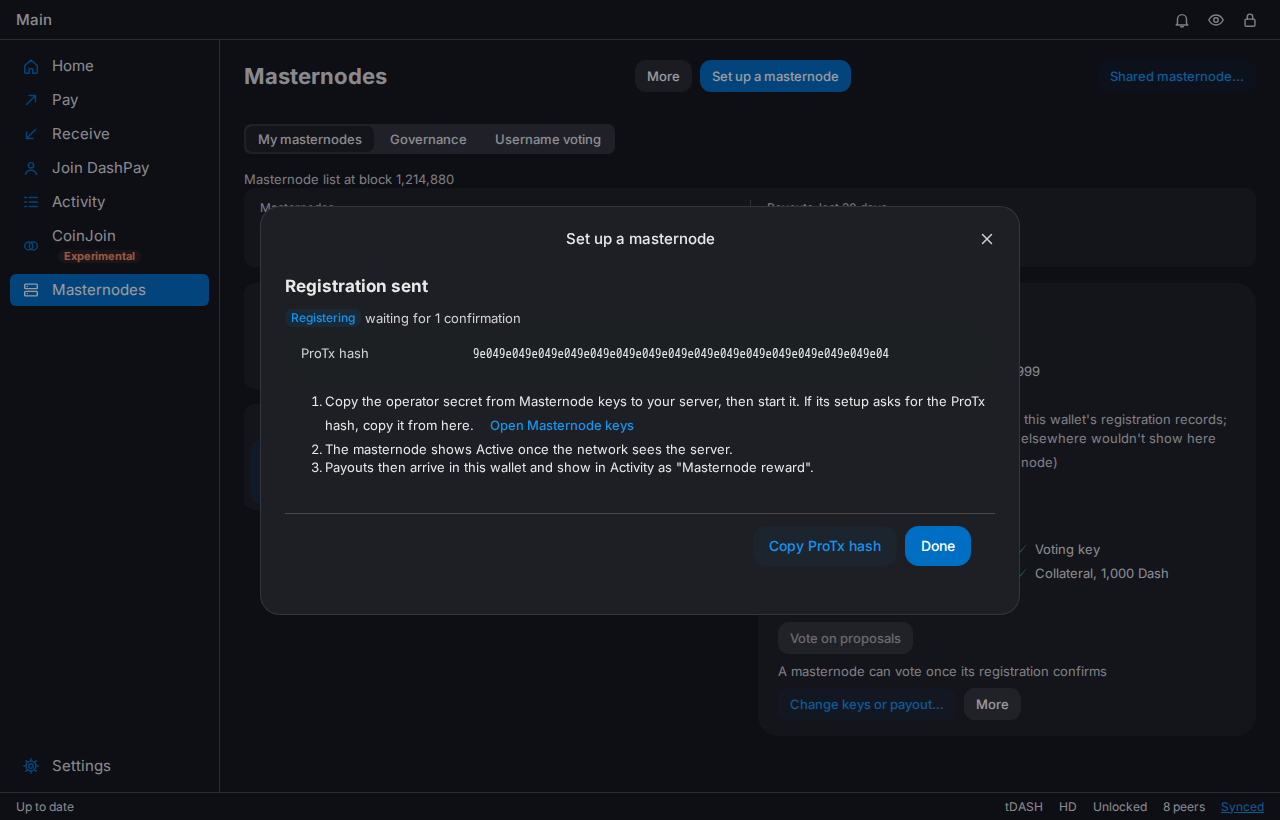 Main
Home
Pay
Receive
Join DashPay
Activity
CoinJoin
Experimental
Masternodes
Settings
Masternodes
More
Set up a masternode
Shared masternode...
My masternodes
Governance
Username voting
Masternode list at block 1,214,880
Set up a masternode
Registration sent
Registering waiting for 1 confirmation
ProTx hash 9e049e049e049e049e049e049e049e049e049e049e049e049e049e049e049e04
1. Copy the operator secret from Masternode keys to your server, then start it. If its setup asks for the ProTx
hash, copy it from here. Open Masternode keys
2. The masternode shows Active once the network sees the server.
3. Payouts then arrive in this wallet and show in Activity as "Masternode reward".
Copy ProTx hash
Done
999
this wallet's registration records;
elsewhere wouldn't show here
node)
Voting key
Collateral, 1,000 Dash
Vote on proposals
A masternode can vote once its registration confirms
Change keys or payout...
More
Up to date
tDASH HD Unlocked 8 peers Synced